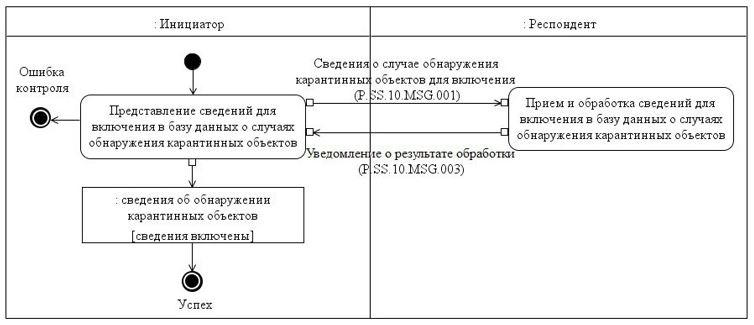 : Инициатор
: Респондент
Ошибка
контроля
Сведения о случае обнаружения
карантинных объектов для включения
(P.SS.10.MSG.001)
Представление сведений для
включения в базу данных о случаях
обнаружения карантинных объектов
Прием и обработка сведений для
включения в базу данных о случаях
обнаружения карантинных объектов
Уведомление о результате обработки
(P.SS.10.MSG.003)
: сведения об обнаружении
карантинных объектов
[сведения включены]
Успех